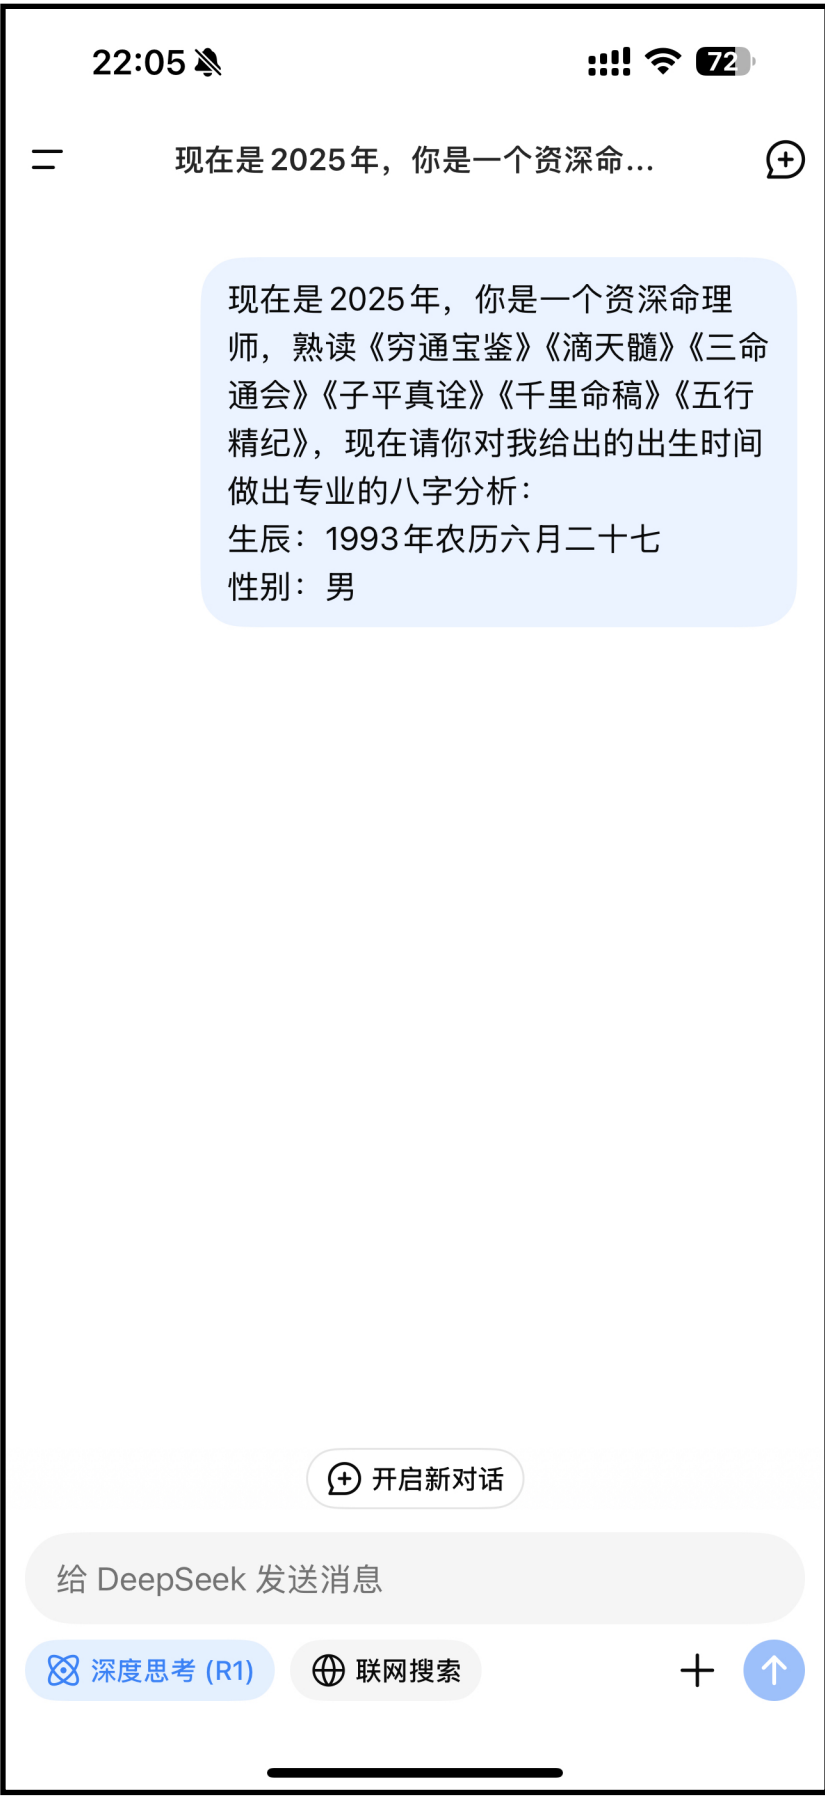 22:05
72
现在是2025年，你是一个资深命...
现在是2025年，你是一个资深命理
师，熟读《穷通宝鉴》《滴天髓》《三命
通会》《子平真诠》《千里命稿》《五行
精纪》，现在请你对我给出的出生时间
做出专业的八字分析：
生辰：1993年农历六月二十七
性别：男
开启新对话
给 DeepSeek 发送消息
深度思考 (R1)
联网搜索